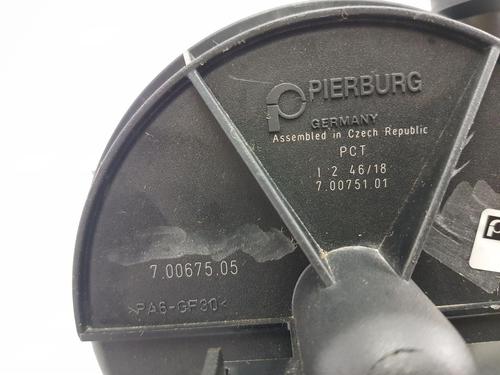 PIERBURG
GERMANY
Assembled in Czech Republic
PCT
1 2 46/18
7.00751.01
7.00675.05
>PA6-GF30<